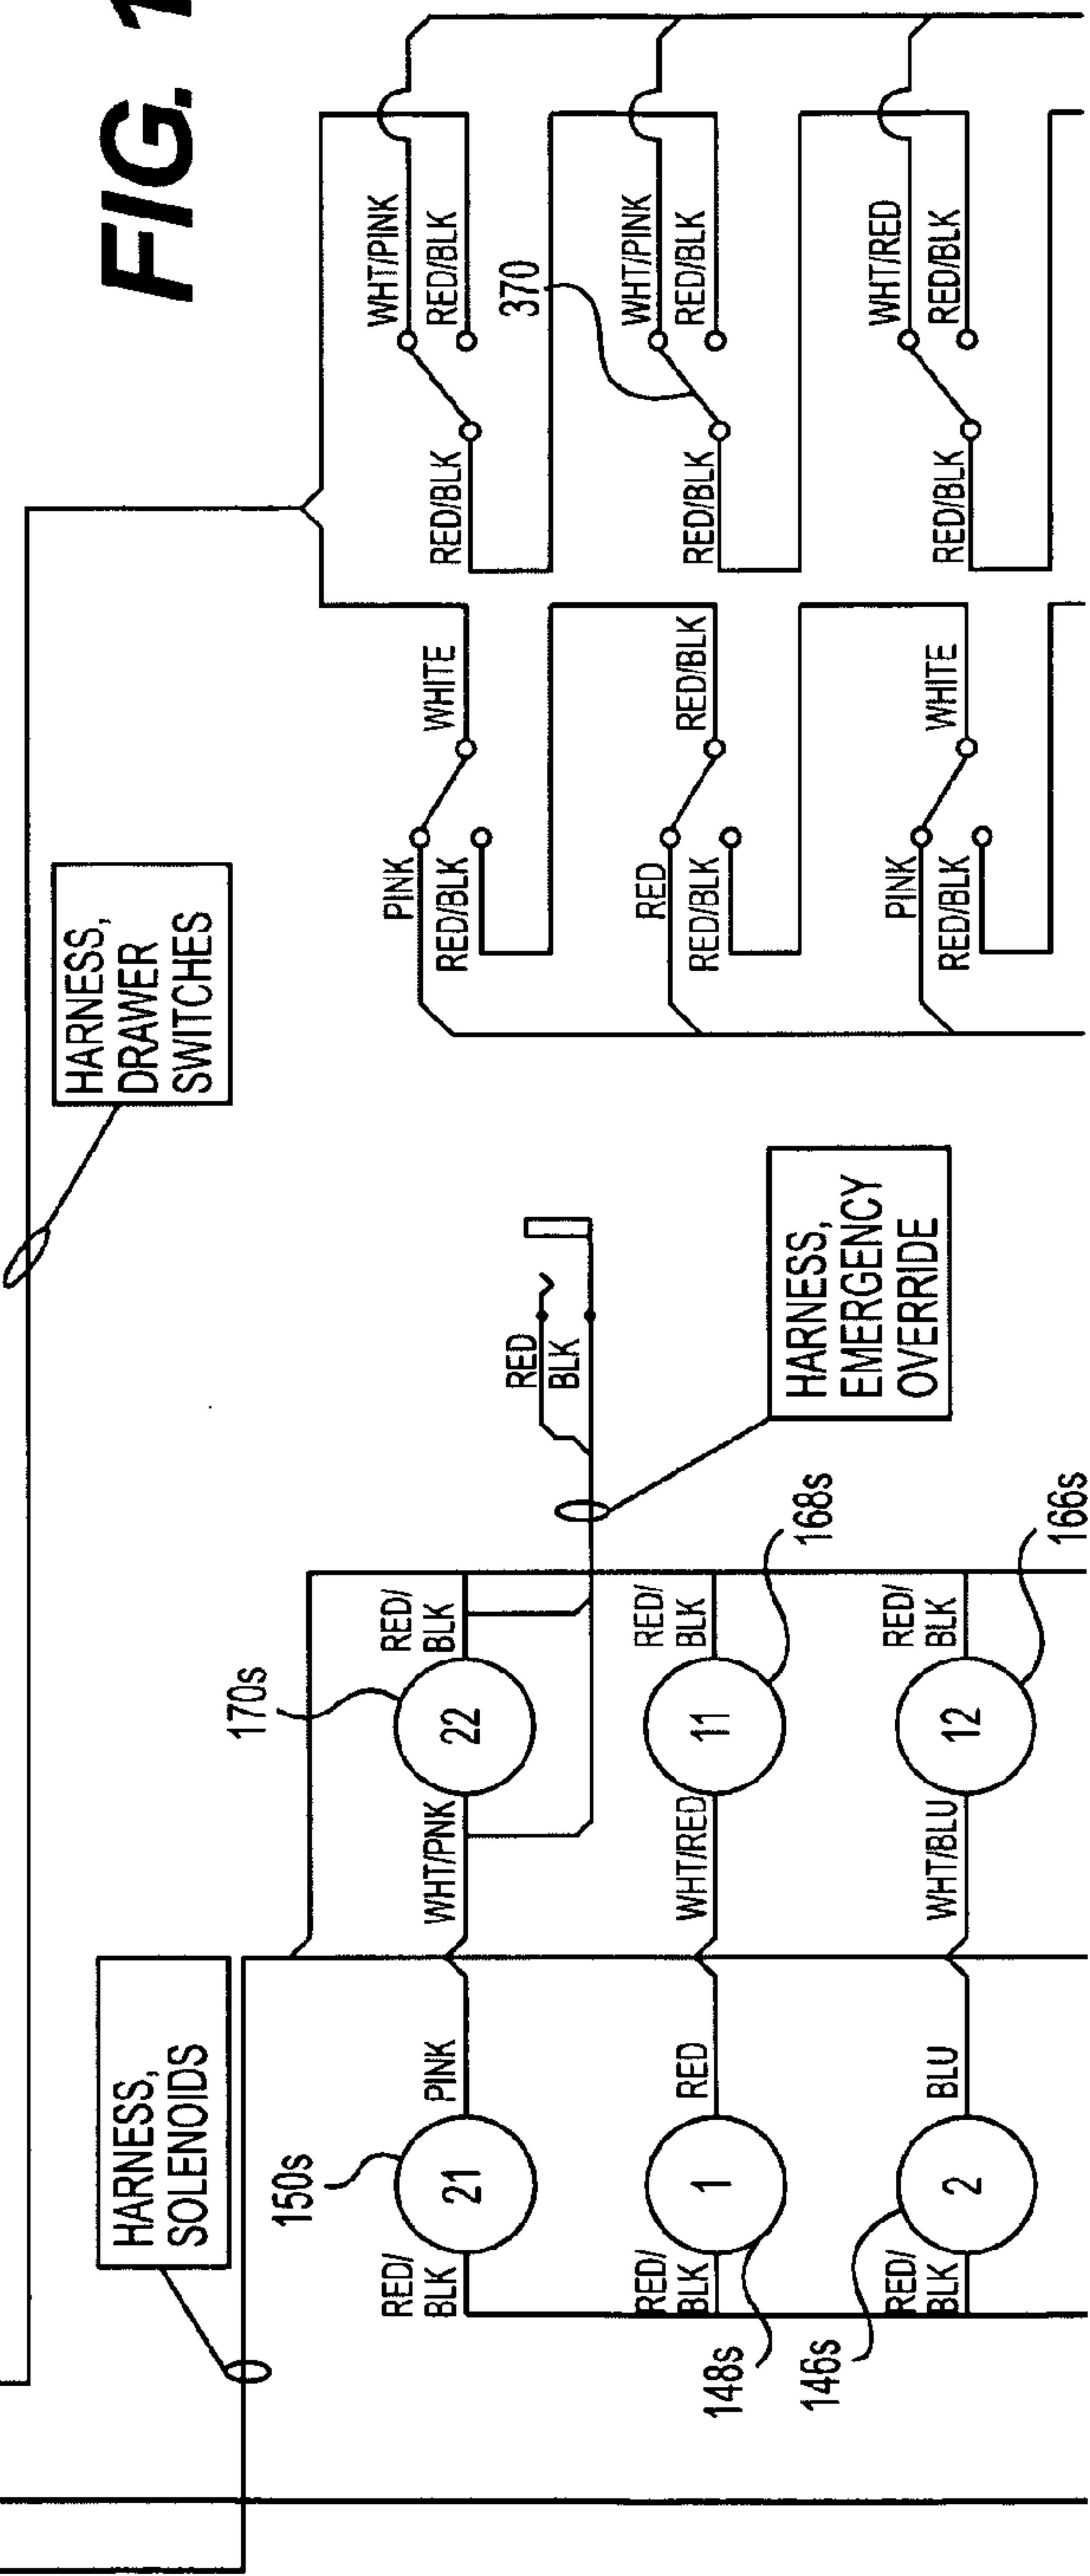 FIG. 1
HARNESS,
DRAWER
SWITCHES
HARNESS,
SOLENOIDS
HARNESS,
EMERGENCY
OVERRIDE
150s
RED/
BLK
21
PINK
WHT/PNK
22
RED/
BLK
170s
RED
BLK
148s
RED/
BLK
1
RED
WHT/RED
11
RED/
BLK
168s
146s
RED/
BLK
2
BLU
WHT/BLU
12
RED/
BLK
166s
PINK
RED/BLK
WHITE
RED/BLK
WHT/PINK
RED/BLK
370
RED
RED/BLK
RED/BLK
RED/BLK
WHT/PINK
RED/BLK
PINK
RED/BLK
WHITE
RED/BLK
WHT/RED
RED/BLK